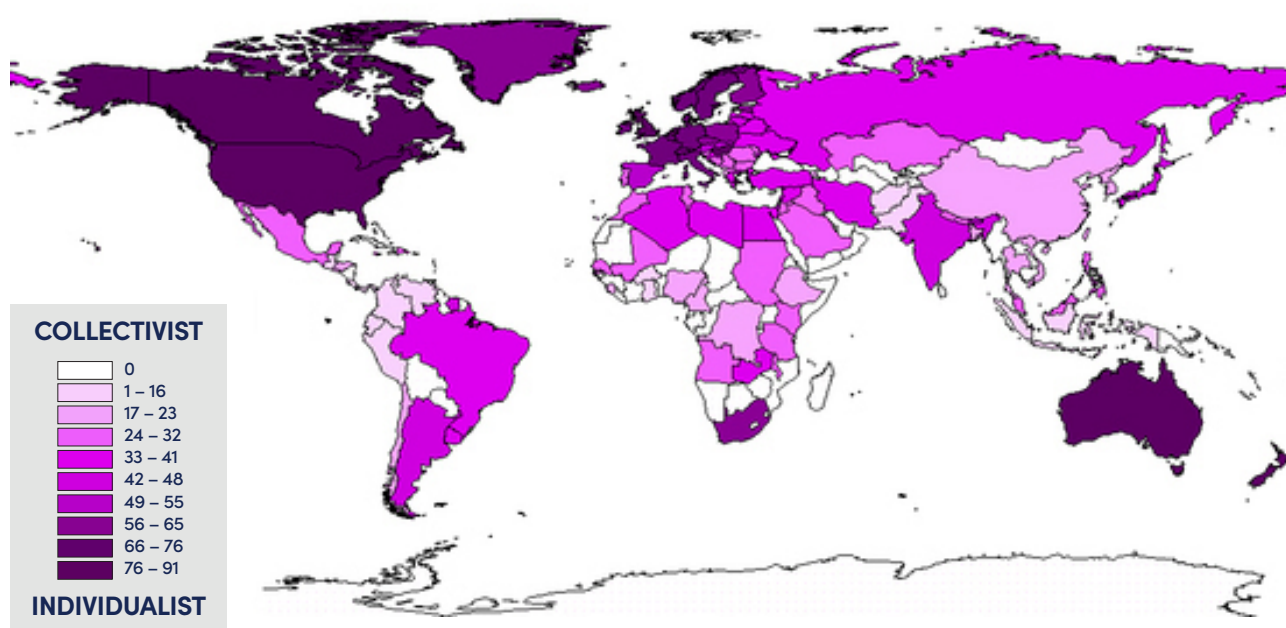 COLLECTIVIST
0
1 – 16
17 – 23
24 – 32
33 – 41
42 – 48
49 – 55
56 – 65
66 – 76
76 – 91
INDIVIDUALIST